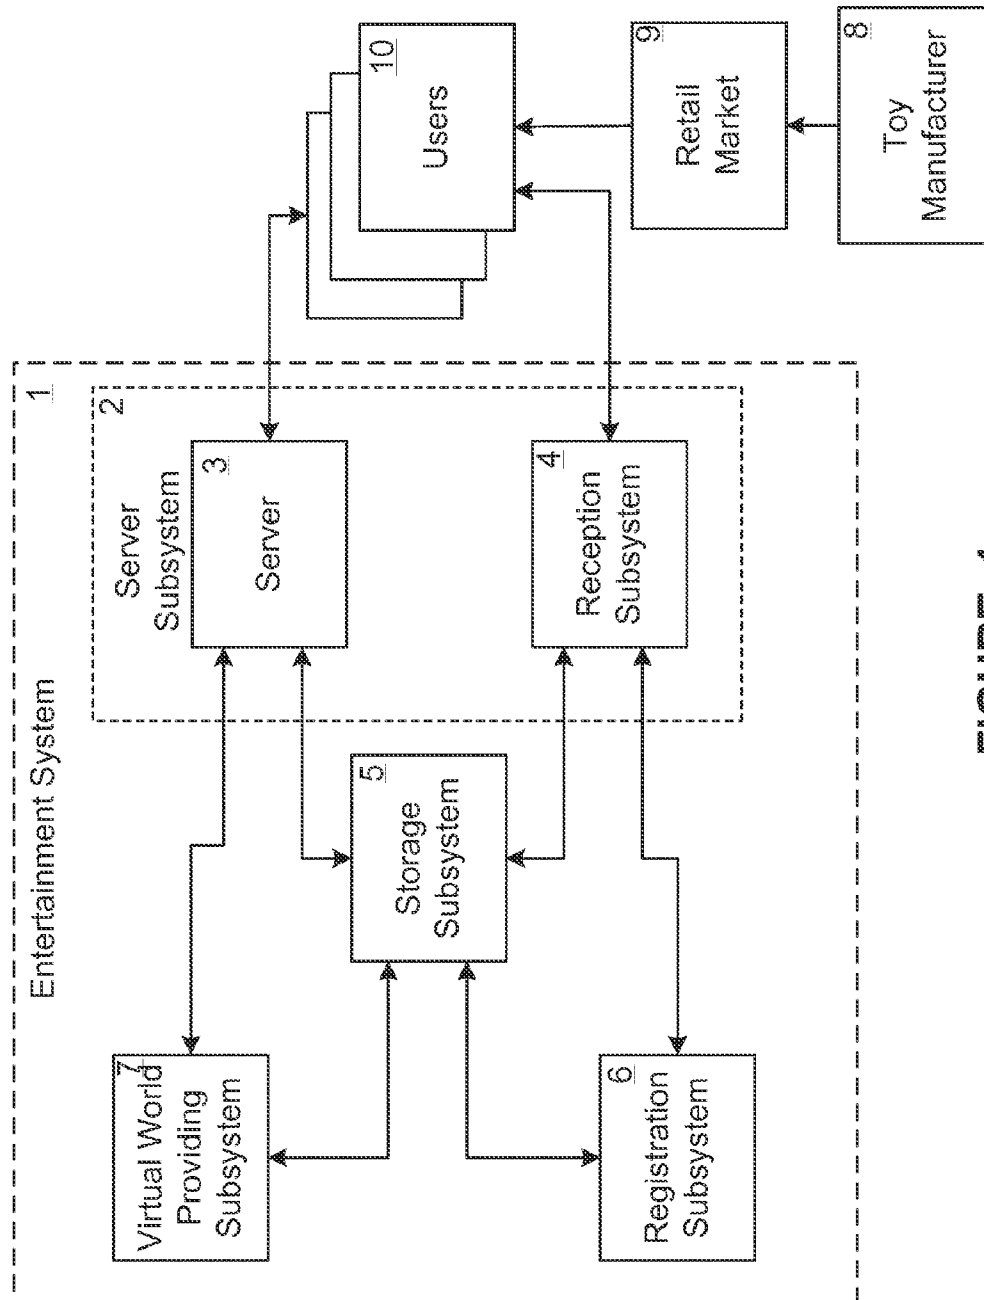 Entertainment System
1
Server
Subsystem
2
Server
3
Reception
Subsystem
4
Storage
Subsystem
5
Virtual World
Providing
Subsystem
7
Registration
Subsystem
6
Users
10
Retail
Market
9
Toy
Manufacturer
8